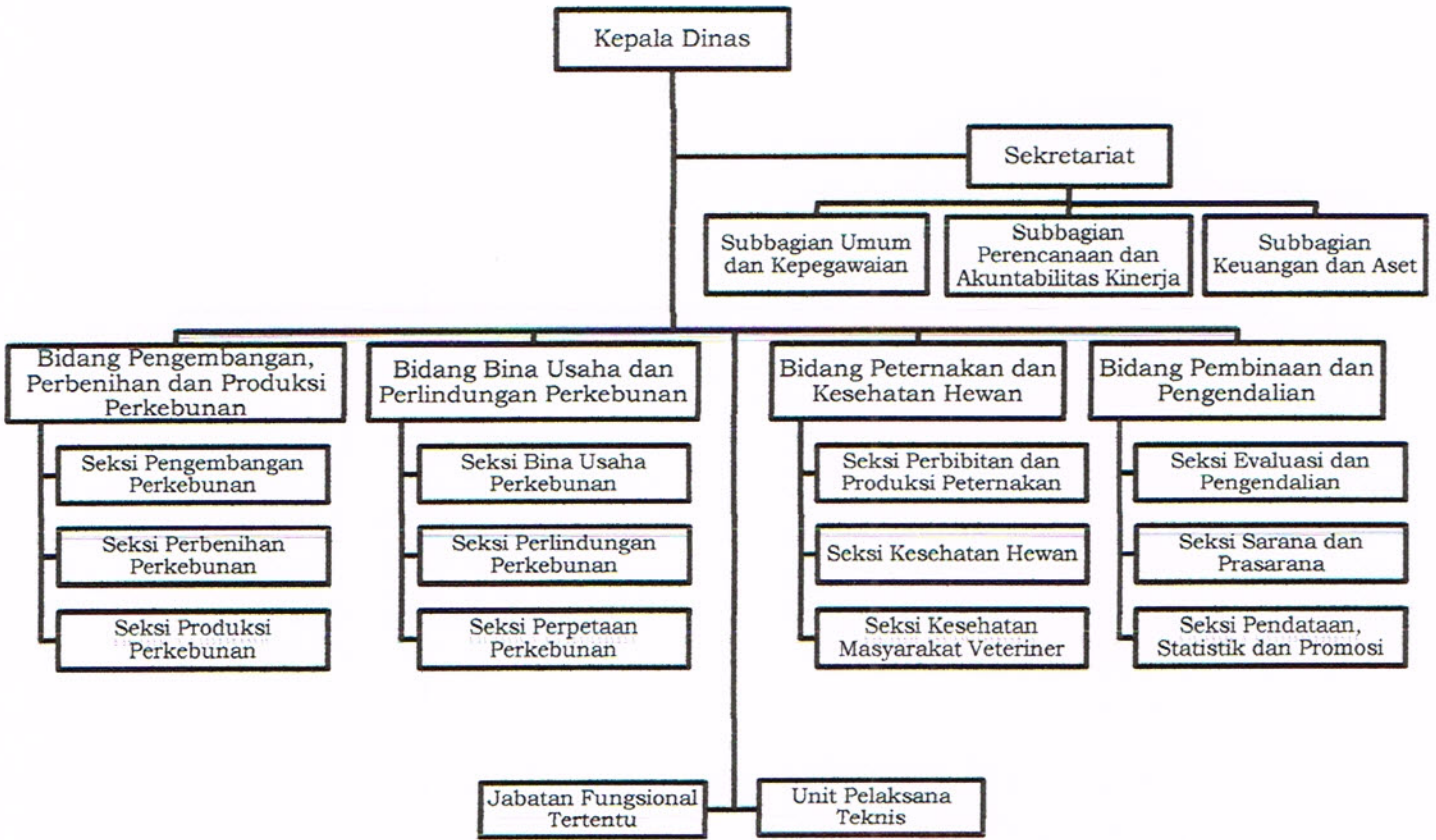 Kepala Dinas
Sekretariat
Subbagian Umum
dan Kepegawaian
Subbagian
Perencanaan dan
Akuntabilitas Kinerja
Subbagian
Keuangan dan Aset
Bidang Pengembangan,
Perbenihan dan Produksi
Perkebunan
Bidang Bina Usaha dan
Perlindungan Perkebunan
Bidang Peternakan dan
Kesehatan Hewan
Bidang Pembinaan dan
Pengendalian
Seksi Pengembangan
Perkebunan
Seksi Perbenihan
Perkebunan
Seksi Produksi
Perkebunan
Seksi Bina Usaha
Perkebunan
Seksi Perlindungan
Perkebunan
Seksi Perpetaan
Perkebunan
Seksi Perbibitan dan
Produksi Peternakan
Seksi Kesehatan Hewan
Seksi Kesehatan
Masyarakat Veteriner
Seksi Evaluasi dan
Pengendalian
Seksi Sarana dan
Prasarana
Seksi Pendataan,
Statistik dan Promosi
Jabatan Fungsional
Tertentu
Unit Pelaksana
Teknis